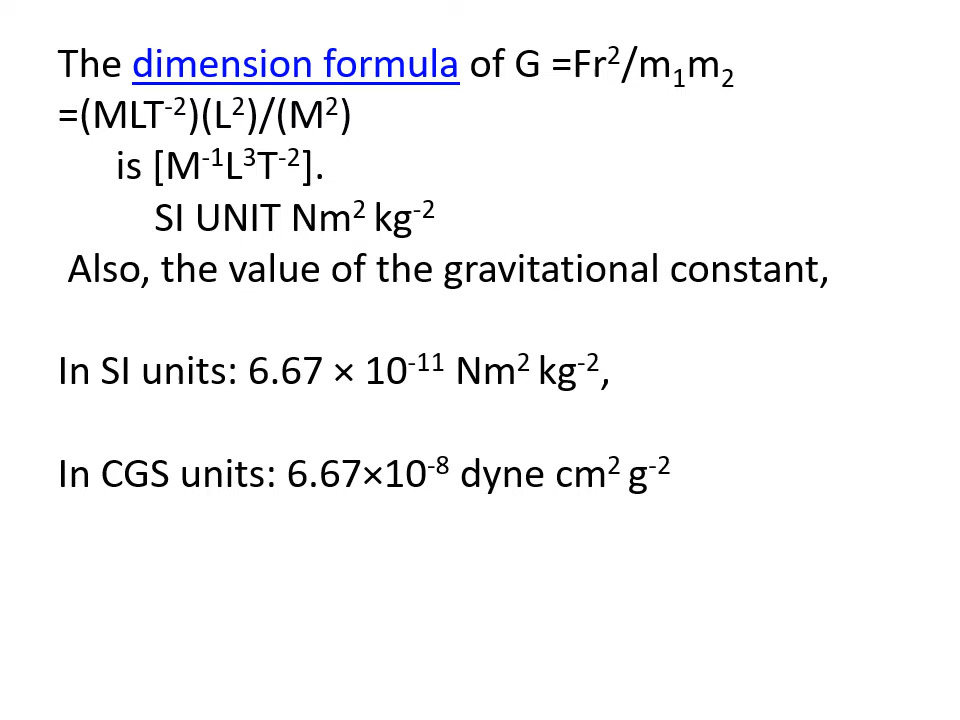 The dimension formula of G =Fr²/m₁m₂
=(MLT⁻²)(L²)/(M²)
is [M⁻¹L³T⁻²].
SI UNIT Nm² kg⁻²
Also, the value of the gravitational constant,
In SI units: 6.67 × 10⁻¹¹ Nm² kg⁻²,
In CGS units: 6.67×10⁻⁸ dyne cm² g⁻²